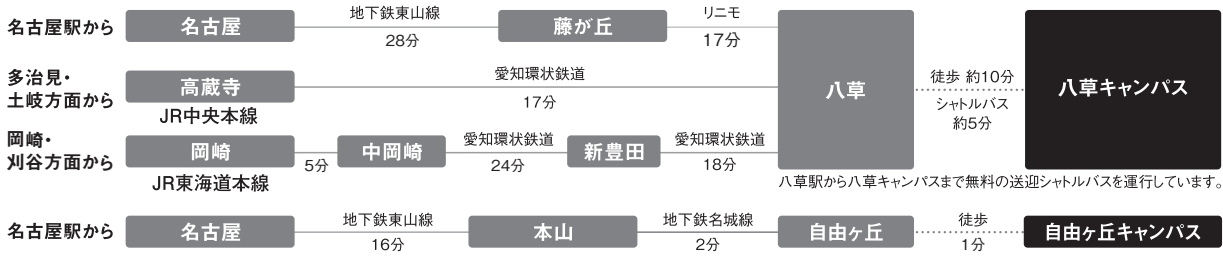 名古屋駅から 名古屋 地下鉄東山線 28分 藤が丘 リニモ 17分
多治見・
土岐方面から 高蔵寺 愛知環状鉄道 17分
JR中央本線
八草 徒歩 約10分 八草キャンパス
シャトルバス
約5分
岡崎・
刈谷方面から 岡崎 5分 中岡崎 愛知環状鉄道 24分 新豊田 愛知環状鉄道 18分
JR東海道本線
八草駅から八草キャンパスまで無料の送迎シャトルバスを運行しています。
名古屋駅から 名古屋 地下鉄東山線 16分 本山 地下鉄名城線 2分 自由ヶ丘 徒歩 1分 自由ヶ丘キャンパス